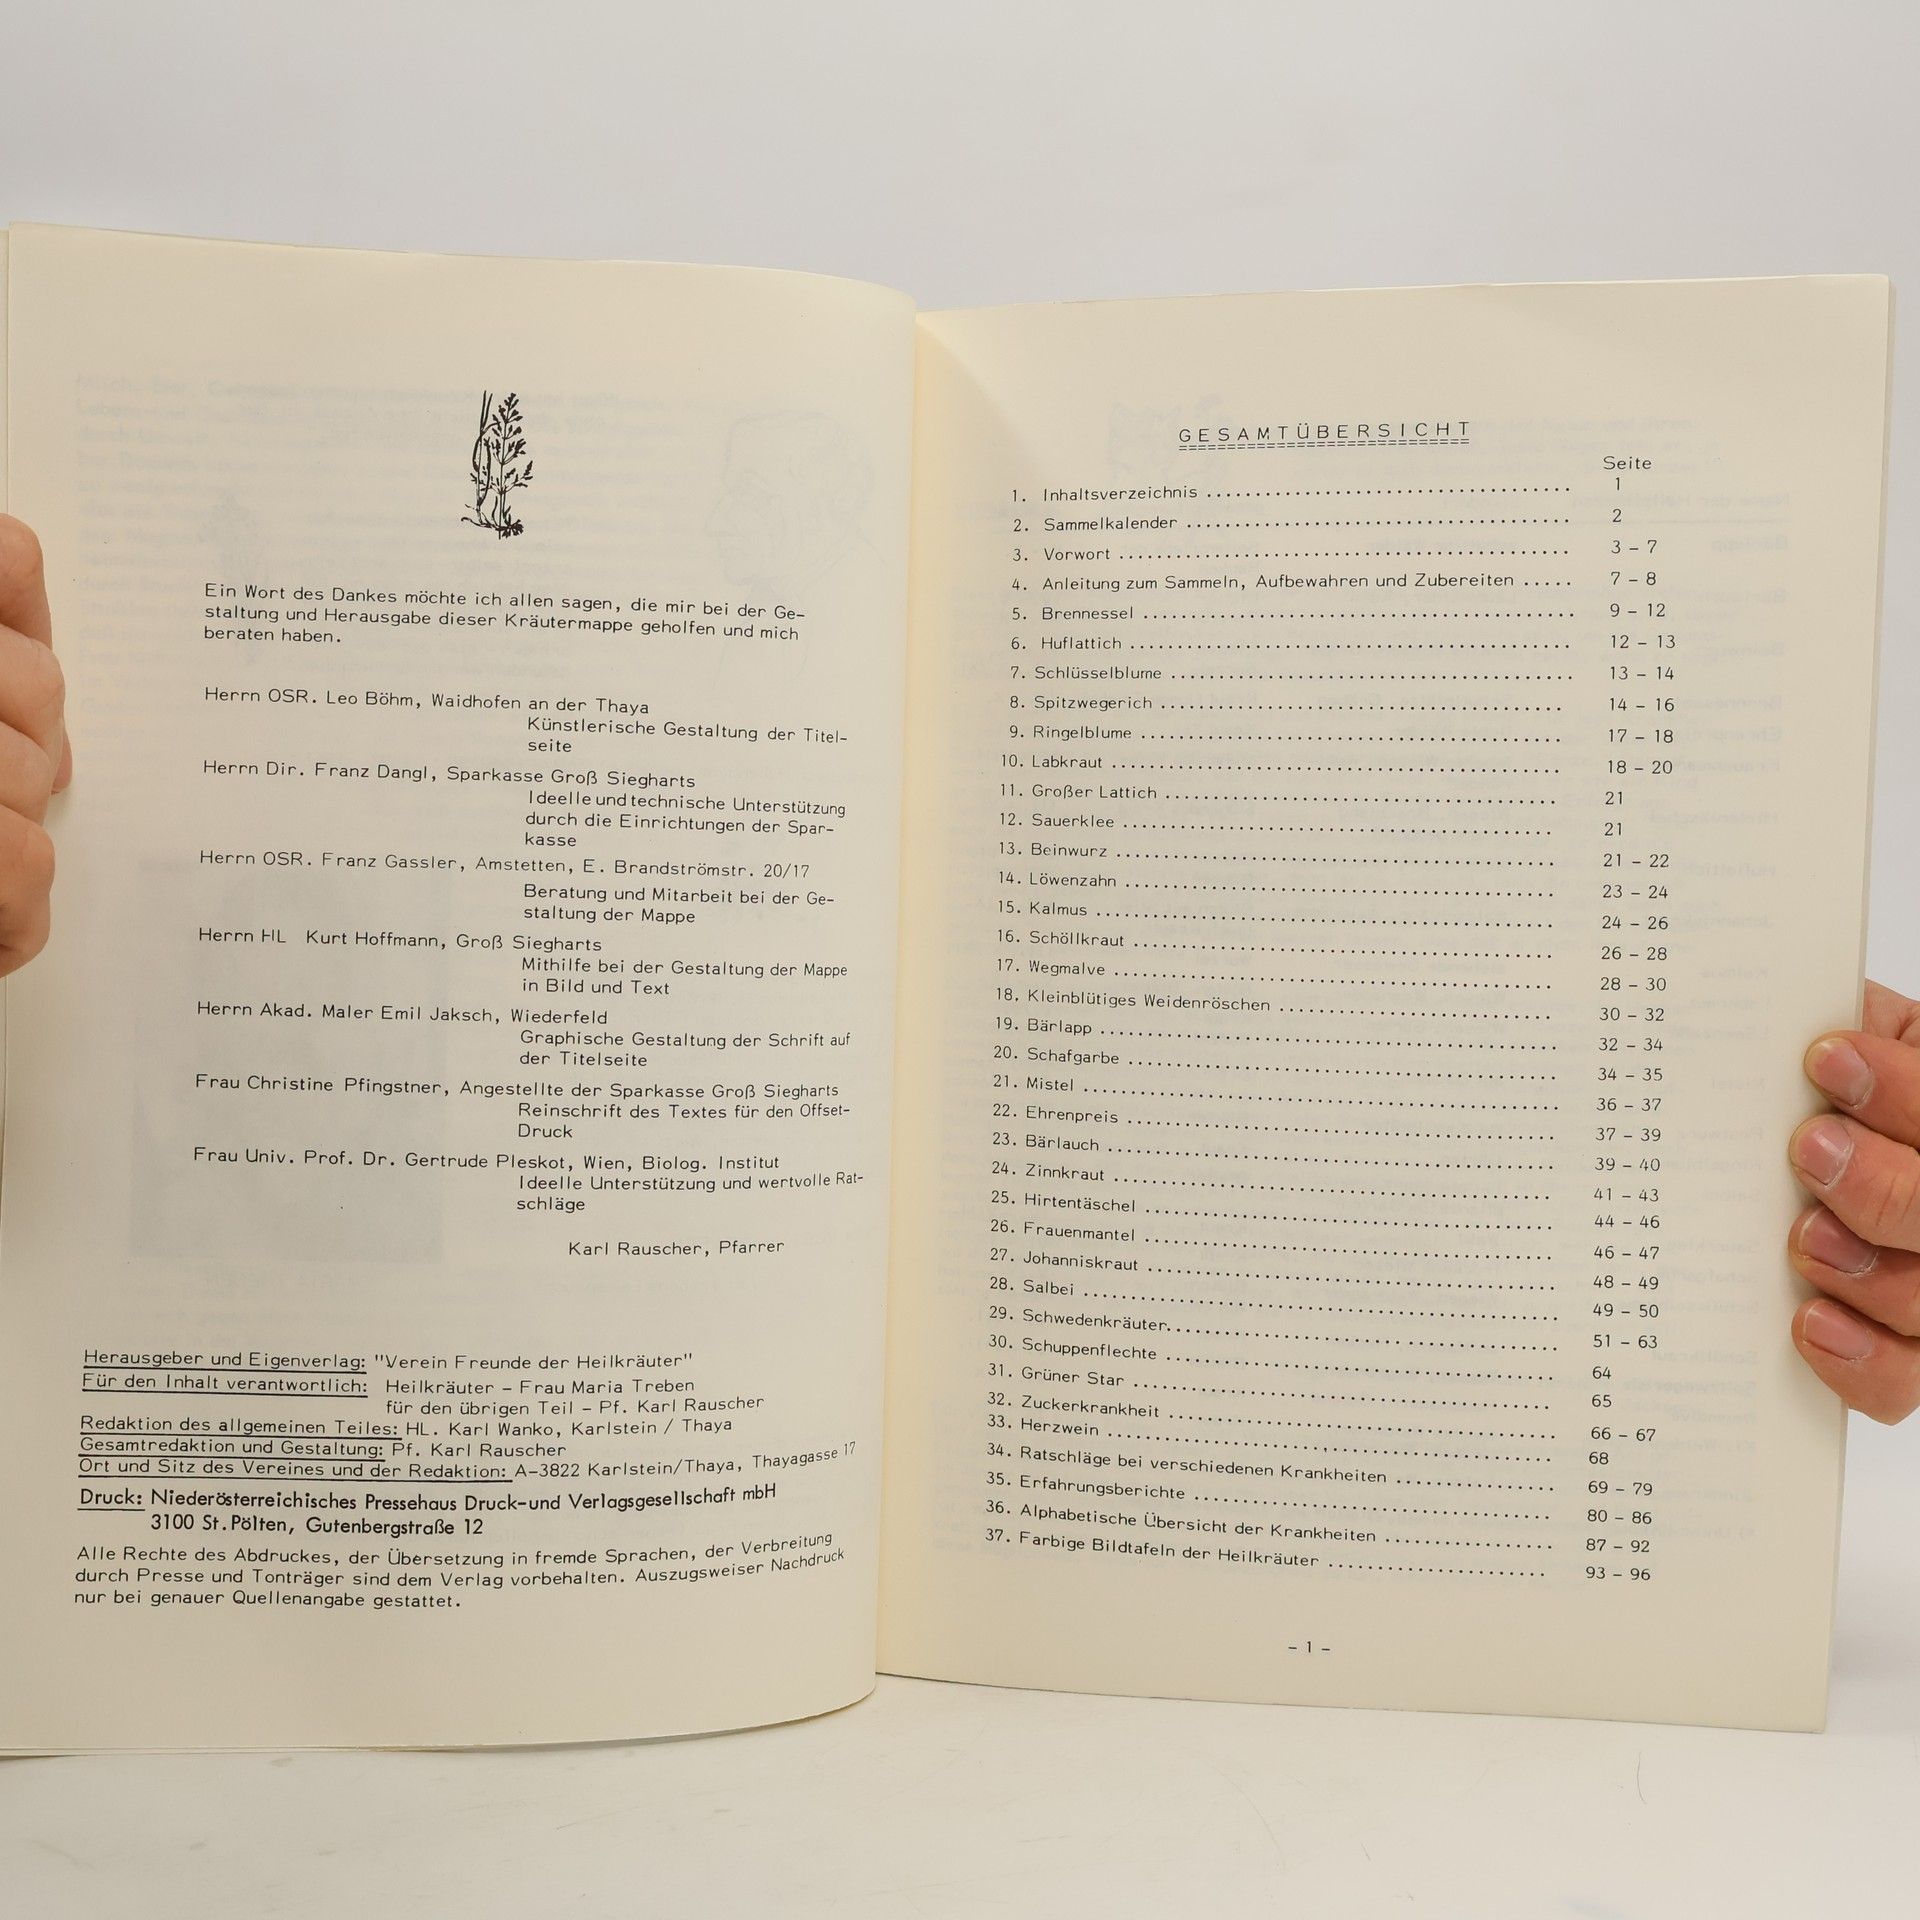 Ein Wort des Dankes möchte ich allen sagen, die mir bei der Ge-
staltung und Herausgabe dieser Kräutermappe geholfen und mich
beraten haben.
Herrn OSR. Leo Böhm, Waidhofen an der Thaya
Künstlerische Gestaltung der Titel-
seite
Herrn Dir. Franz Dangl, Sparkasse Groß Siegharts
Ideelle und technische Unterstützung
durch die Einrichtungen der Spar-
kasse
Herrn OSR. Franz Gassler, Amstetten, E. Brandströmstr. 20/17
Beratung und Mitarbeit bei der Ge-
staltung der Mappe
Herrn HL Kurt Hoffmann, Groß Siegharts
Mithilfe bei der Gestaltung der Mappe
in Bild und Text
Herrn Akad. Maler Emil Jaksch, Wiederfeld
Graphische Gestaltung der Schrift auf
der Titelseite
Frau Christine Pfingstner, Angestellte der Sparkasse Groß Siegharts
Reinschrift des Textes für den Offset-
Druck
Frau Univ. Prof. Dr. Gertrude Pleskot, Wien, Biolog. Institut
Ideelle Unterstützung und wertvolle Rat-
schläge
Karl Rauscher, Pfarrer
Herausgeber und Eigenverlag: "Verein Freunde der Heilkräuter"
Für den Inhalt verantwortlich: Heilkräuter - Frau Maria Treben
für den übrigen Teil - Pf. Karl Rauscher
Redaktion des allgemeinen Teiles: HL. Karl Wanko, Karlstein / Thaya
Gesamtredaktion und Gestaltung: Pf. Karl Rauscher
Ort und Sitz des Vereines und der Redaktion: A-3822 Karlstein/Thaya, Thayagasse 17
Druck: Niederösterreichisches Pressehaus Druck-und Verlagsgesellschaft mbH
3100 St. Pölten, Gutenbergstraße 12
Alle Rechte des Abdruckes, der Übersetzung in fremde Sprachen, der Verbreitung
durch Presse und Tonträger sind dem Verlag vorbehalten. Auszugsweiser Nachdruck
nur bei genauer Quellenangabe gestattet.
GESAMTÜBERSICHT
Seite
1. Inhaltsverzeichnis ........ 1
2. Sammelkalender ........ 2
3. Vorwort ........ 3 - 7
4. Anleitung zum Sammeln, Aufbewahren und Zubereiten ..... 7 - 8
5. Brennessel ........ 9 - 12
6. Huflattich ........ 12 - 13
7. Schlüsselblume ........ 13 - 14
8. Spitzwegerich ........ 14 - 16
9. Ringelblume ........ 17 - 18
10. Labkraut ........ 18 - 20
11. Großer Lattich ........ 21
12. Sauerklee ........ 21
13. Beinwurz ........ 21 - 22
14. Löwenzahn ........ 23 - 24
15. Kalmus ........ 24 - 26
16. Schöllkraut ........ 26 - 28
17. Wegmalve ........ 28 - 30
18. Kleinblütiges Weidenröschen ........ 30 - 32
19. Bärlapp ........ 32 - 34
20. Schafgarbe ........ 34 - 35
21. Mistel ........ 36 - 37
22. Ehrenpreis ........ 37 - 39
23. Bärlauch ........ 39 - 40
24. Zinnkraut ........ 41 - 43
25. Hirtentäschel ........ 44 - 46
26. Frauenmantel ........ 46 - 47
27. Johanniskraut ........ 48 - 49
28. Salbei ........ 49 - 50
29. Schwedenkräuter........ 51 - 63
30. Schuppenflechte ........ 64
31. Grüner Star ........ 65
32. Zuckerkrankheit ........ 66 - 67
33. Herzwein ........ 68
34. Ratschläge bei verschiedenen Krankheiten ........ 69 - 79
35. Erfahrungsberichte ........ 80 - 86
36. Alphabetische Übersicht der Krankheiten ........ 87 - 92
37. Farbige Bildtafeln der Heilkräuter ........ 93 - 96
- 1 -